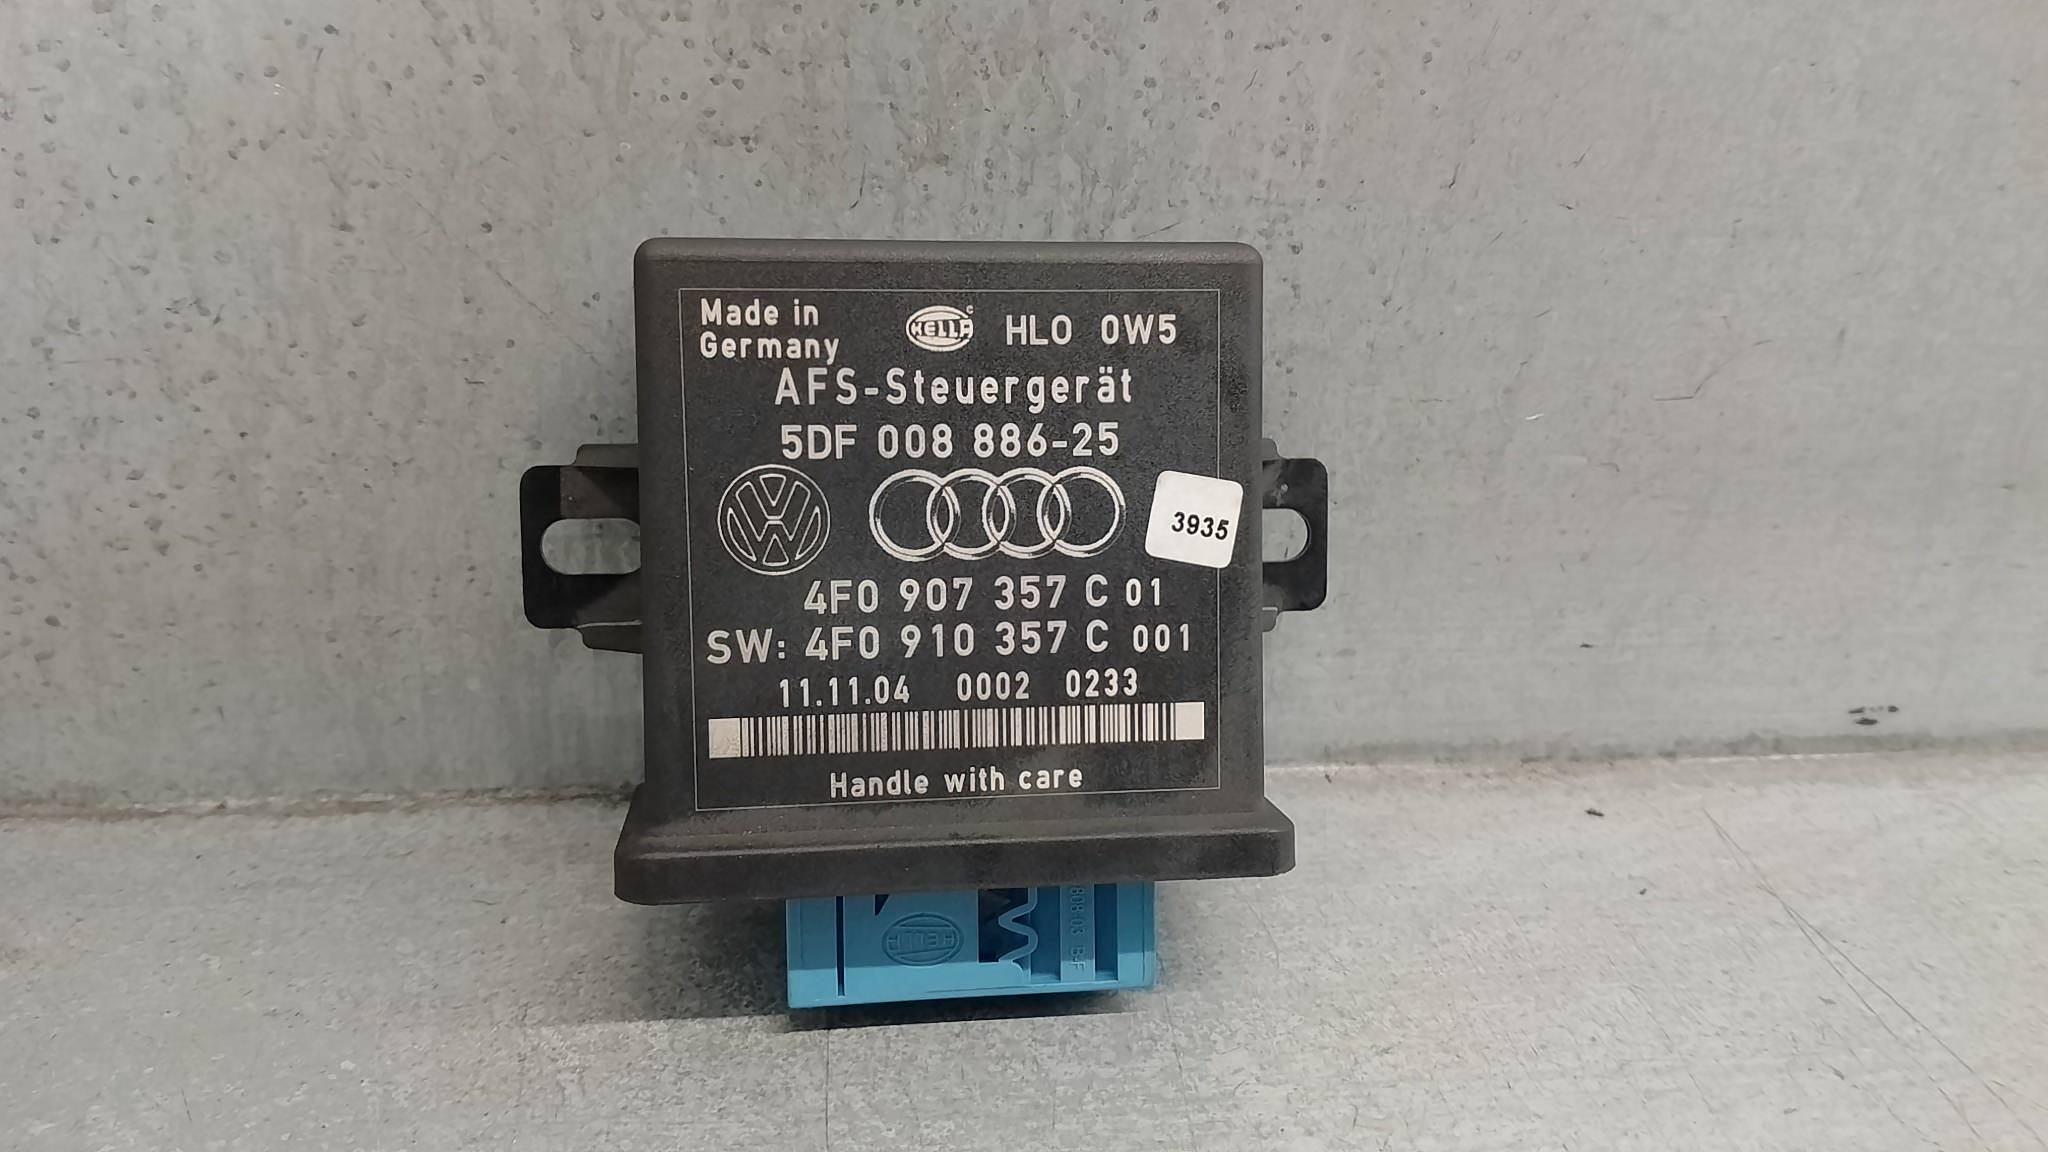 Made in
Germany
HELLA HLO 0W5
AFS-Steuergerät
5DF 008 886-25
3935
4F0 907 357 C 01
SW: 4F0 910 357 C 001
11.11.04 0002 0233
Handle with care
HELLA